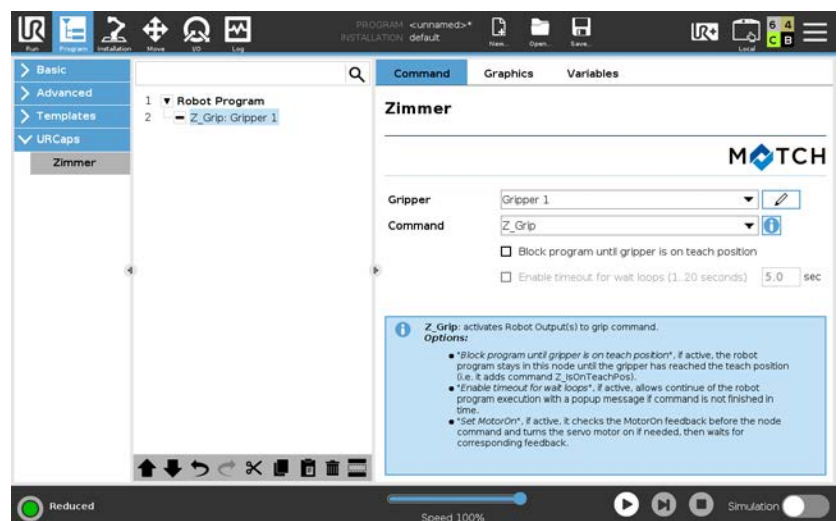 PROGRAM <unnamed>*
INSTALLATION default
Run
Program
Installation
Move
I/O
Log
New...
Open...
Save...
UR+
Local
6 4
C B
Basic
Advanced
Templates
URCaps
Zimmer
1 Robot Program
2 Z_Grip: Gripper 1
Command Graphics Variables
Zimmer
MATCH
Gripper Gripper 1
Command Z_Grip
Block program until gripper is on teach position
Enable timeout for wait loops (1..20 seconds) 5.0 sec
Z_Grip: activates Robot Output(s) to grip command.
Options:
"Block program until gripper is on teach position", if active, the robot
program stays in this node until the gripper has reached the teach position
(i.e. it adds command Z_IsOnTeachPos).
"Enable timeout for wait loops", if active, allows continue of the robot
program execution with a popup message if command is not finished in
time.
"Set MotorOn", if active, it checks the MotorOn feedback before the node
command and turns the servo motor on if needed, then waits for
corresponding feedback.
Reduced
Speed 100%
Simulation